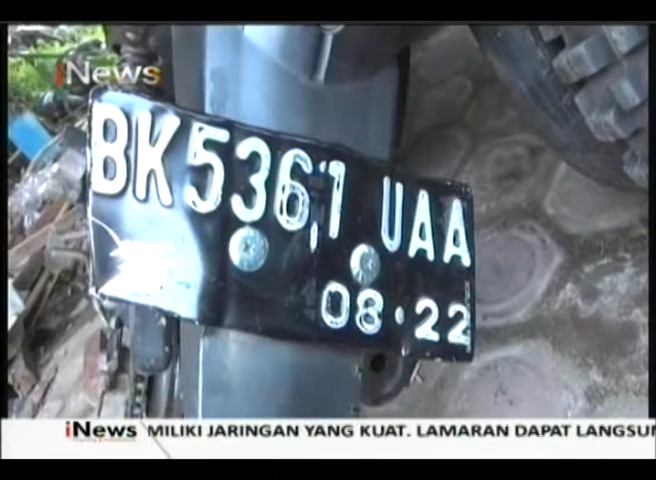 iNews
BK 5361 UAA
08·22
iNews MILIKI JARINGAN YANG KUAT. LAMARAN DAPAT LANGSUN